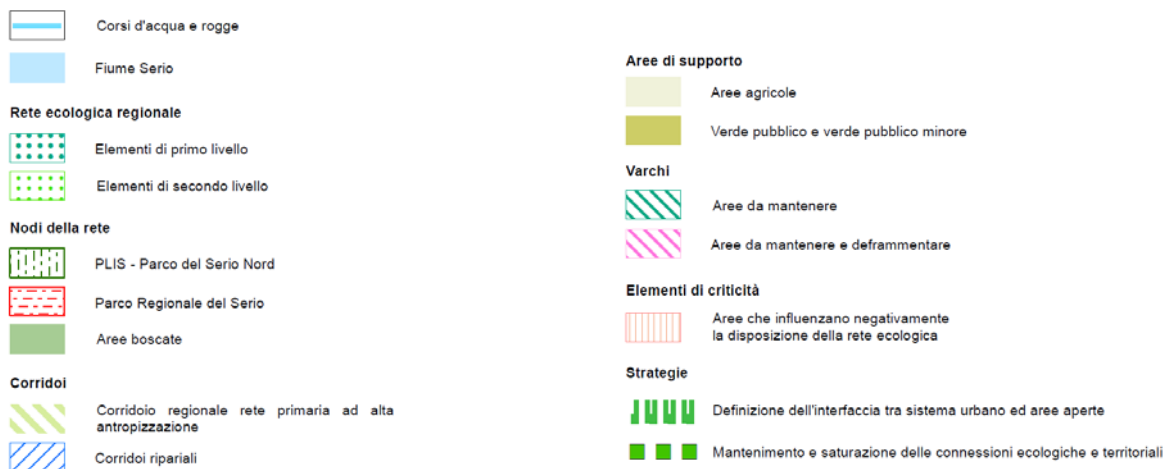 Corsi d'acqua e rogge
Fiume Serio
Rete ecologica regionale
Elementi di primo livello
Elementi di secondo livello
Nodi della rete
PLIS - Parco del Serio Nord
Parco Regionale del Serio
Aree boscate
Corridoi
Corridoio regionale rete primaria ad alta
antropizzazione
Corridoi ripariali
Aree di supporto
Aree agricole
Verde pubblico e verde pubblico minore
Varchi
Aree da mantenere
Aree da mantenere e deframmentare
Elementi di criticità
Aree che influenzano negativamente
la disposizione della rete ecologica
Strategie
Definizione dell'interfaccia tra sistema urbano ed aree aperte
Mantenimento e saturazione delle connessioni ecologiche e territoriali